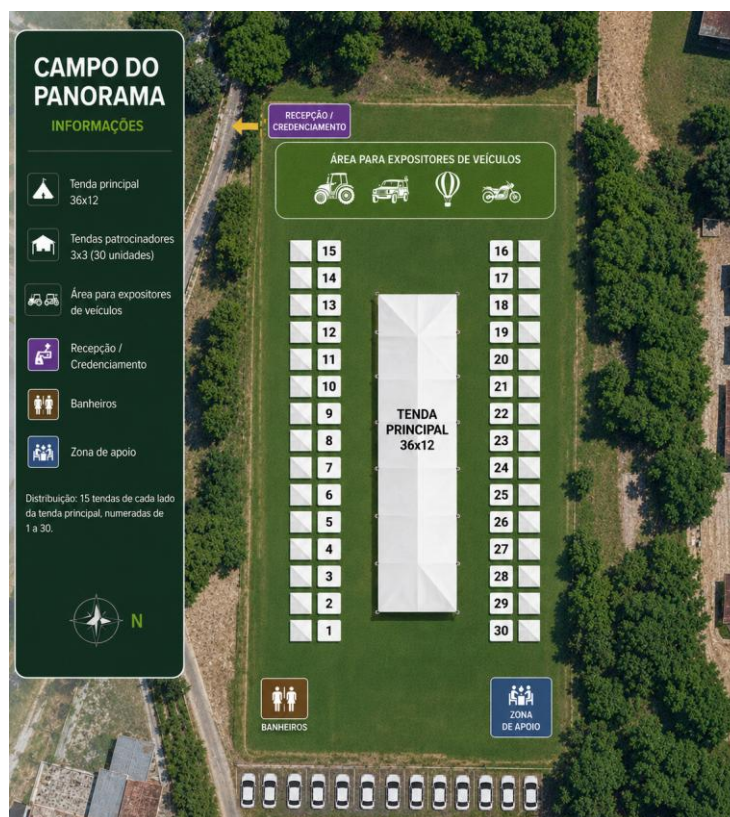 CAMPO DO
PANORAMA
INFORMAÇÕES
Tenda principal
36x12
Tendas patrocinadores
3x3 (30 unidades)
Área para expositores
de veículos
Recepção /
Credenciamento
Banheiros
Zona de apoio
Distribuição: 15 tendas de cada lado
da tenda principal, numeradas de
1 a 30.
N
RECEPÇÃO /
CREDENCIAMENTO
ÁREA PARA EXPOSITORES DE VEÍCULOS
15
14
13
12
11
10
9
8
7
6
5
4
3
2
1
TENDA
PRINCIPAL
36x12
16
17
18
19
20
21
22
23
24
25
26
27
28
29
30
BANHEIROS
ZONA
DE APOIO